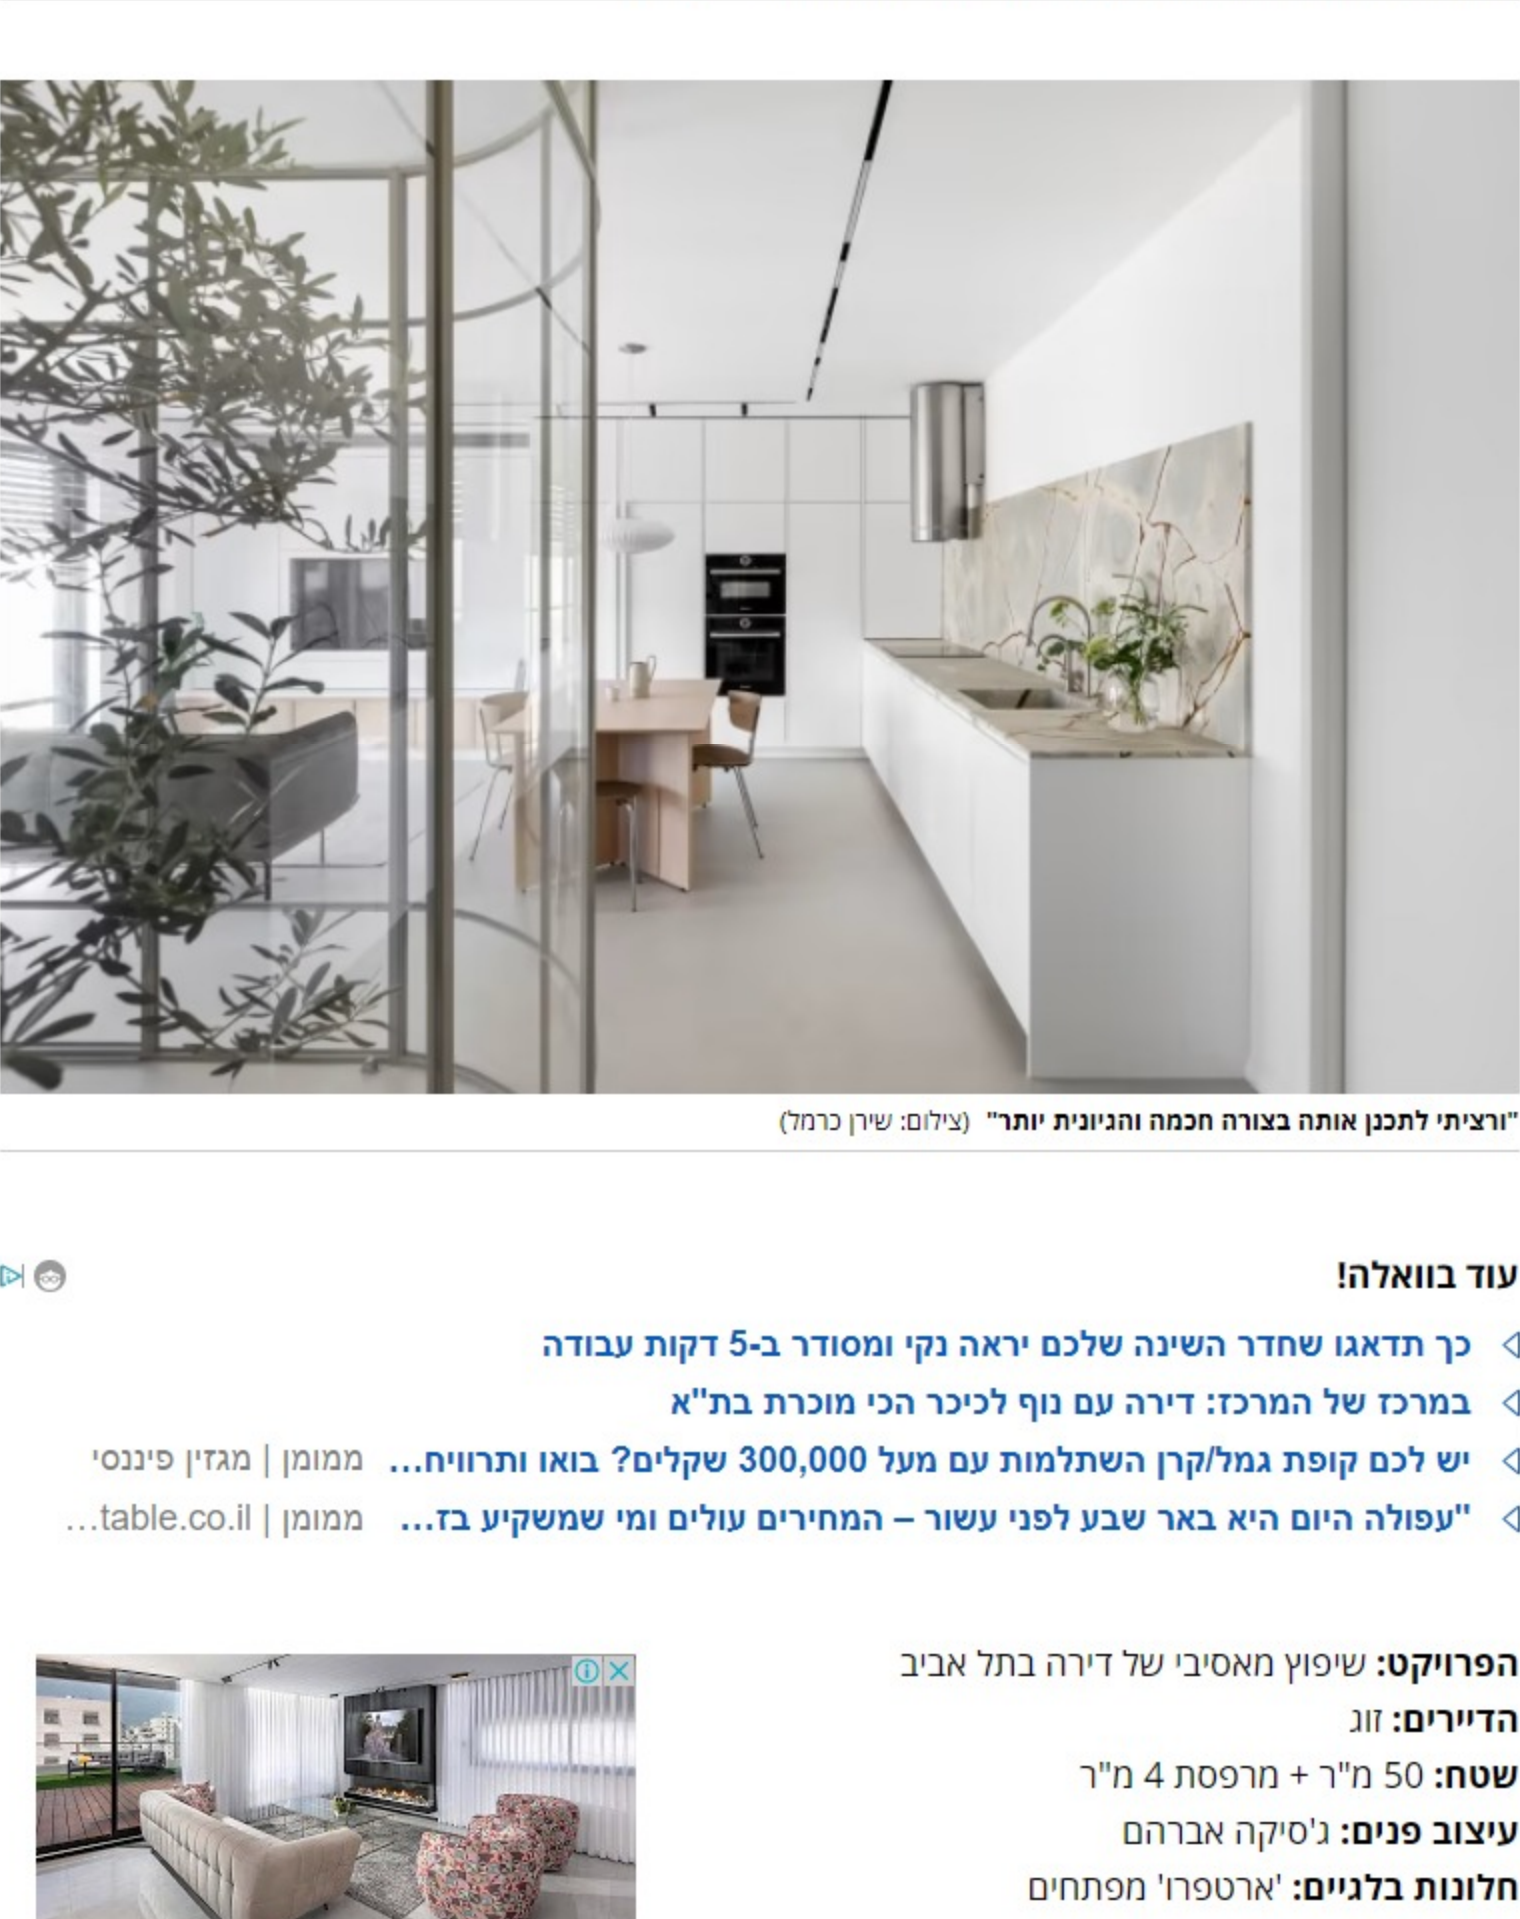 "ורציתי לתכנן אותה בצורה חכמה והגיונית יותר" (צילום: שירן כרמל)
עוד בוואלה!
כך תדאגו שחדר השינה שלכם יראה נקי ומסודר ב-5 דקות עבודה
במרכז של המרכז: דירה עם נוף לכיכר הכי מוכרת בת"א
יש לכם קופת גמל/קרן השתלמות עם מעל 300,000 שקלים? בואו ותרוויח... ממומן | מגזין פיננסי
"עפולה היום היא באר שבע לפני עשור – המחירים עולים ומי שמשקיע בז... ממומן | table.co.il...
הפרויקט: שיפוץ מאסיבי של דירה בתל אביב
הדיירים: זוג
שטח: 50 מ"ר + מרפסת 4 מ"ר
עיצוב פנים: ג'סיקה אברהם
חלונות בלגיים: 'ארטפרו' מפתחים